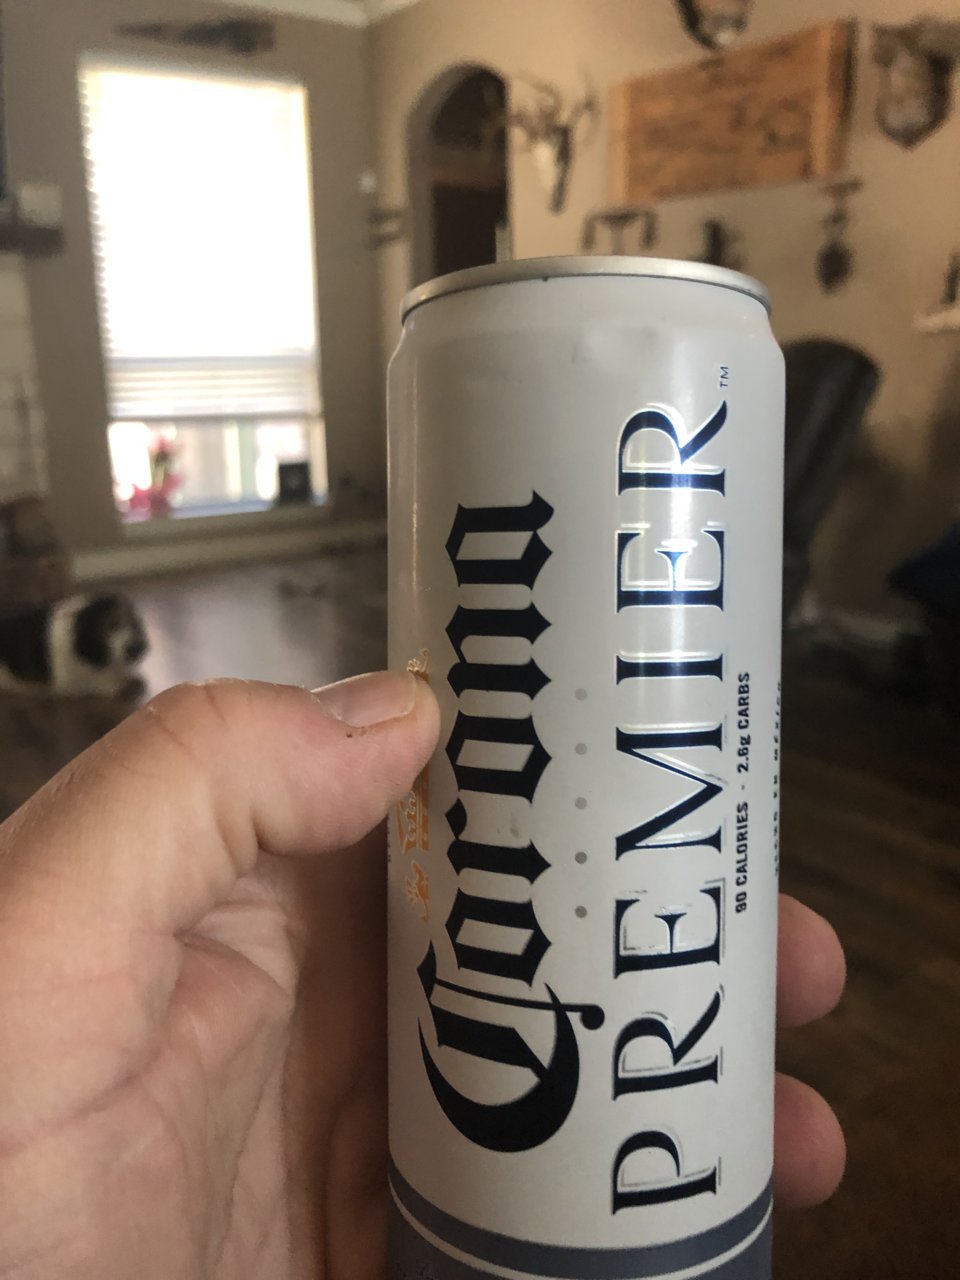 Corona
PREMIER™
90 CALORIES · 2.6g CARBS